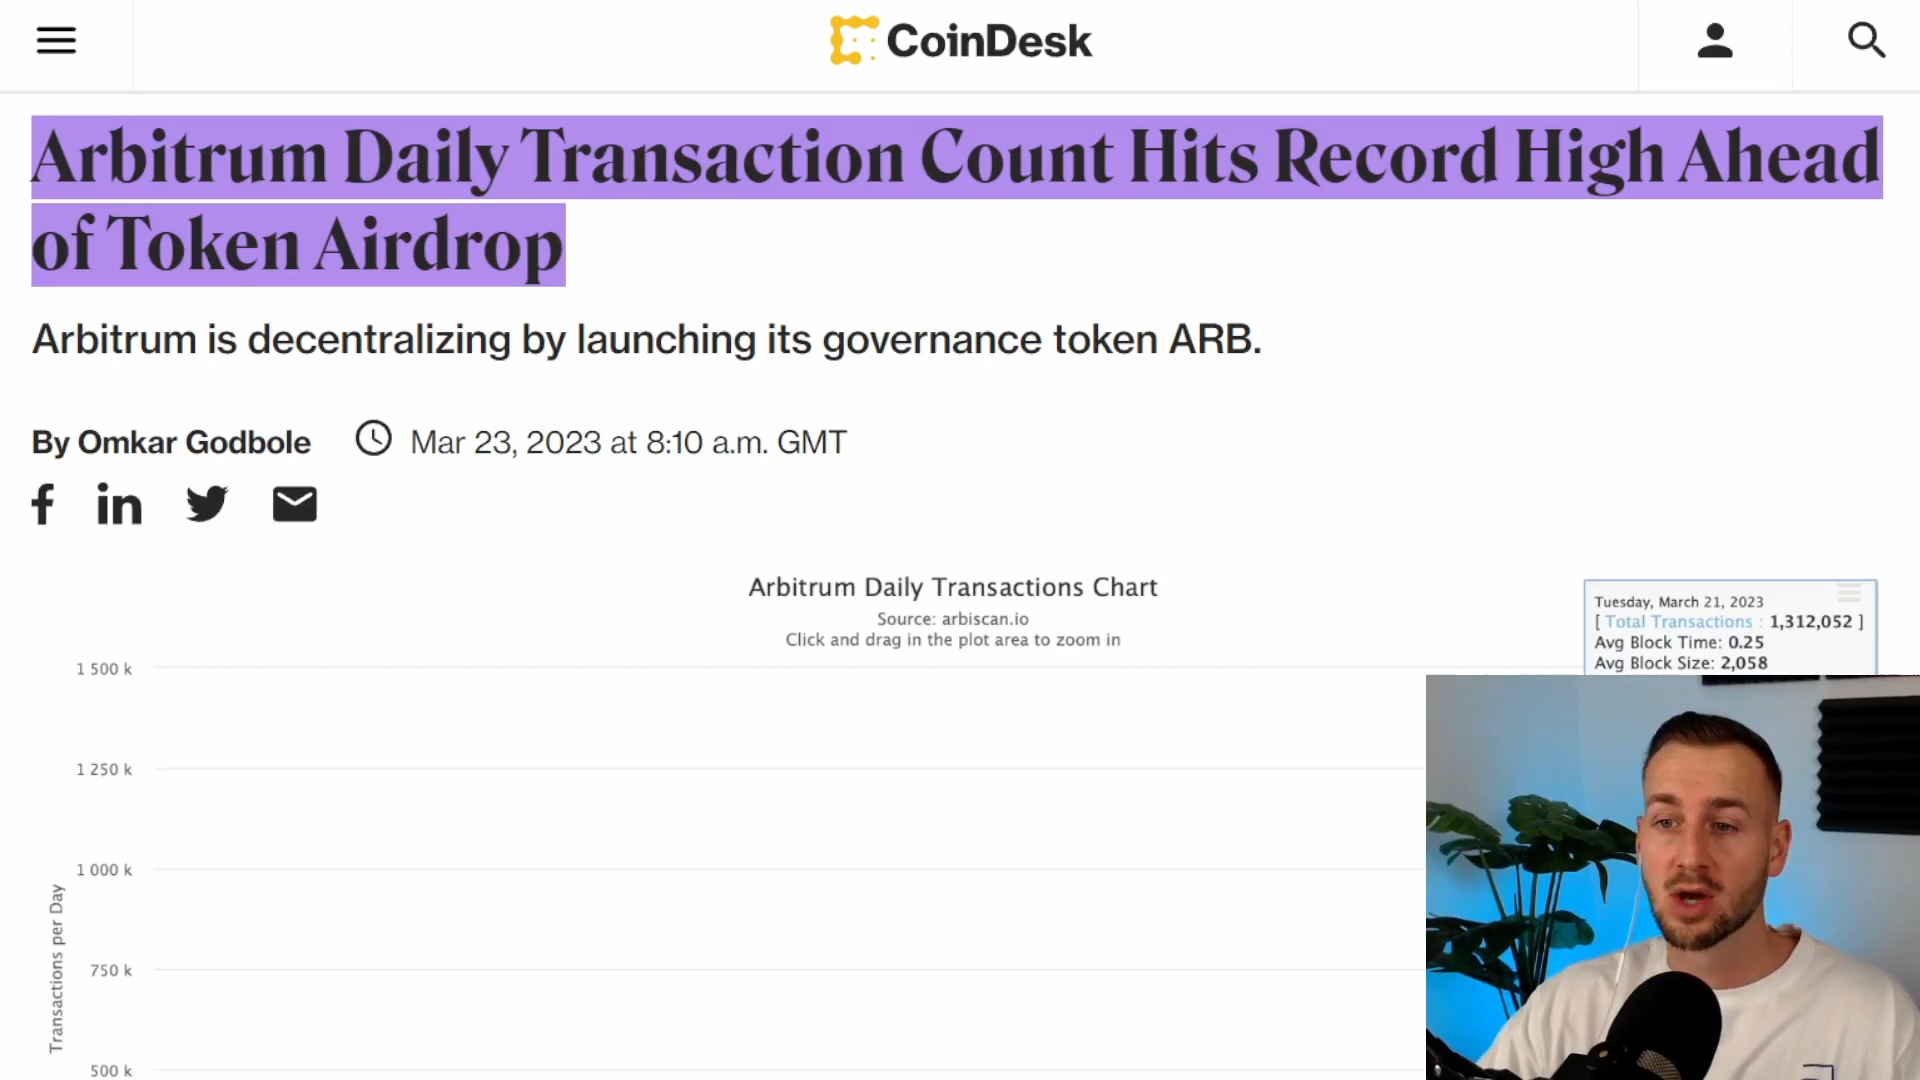 CoinDesk
Arbitrum Daily Transaction Count Hits Record High Ahead
of Token Airdrop
Arbitrum is decentralizing by launching its governance token ARB.
By Omkar Godbole Mar 23, 2023 at 8:10 a.m. GMT
Arbitrum Daily Transactions Chart
Source: arbiscan.io
Click and drag in the plot area to zoom in
Tuesday, March 21, 2023
[ Total Transactions : 1,312,052 ]
Avg Block Time: 0.25
Avg Block Size: 2,058
1 500 k
1 250 k
1 000 k
750 k
500 k
Transactions per Day